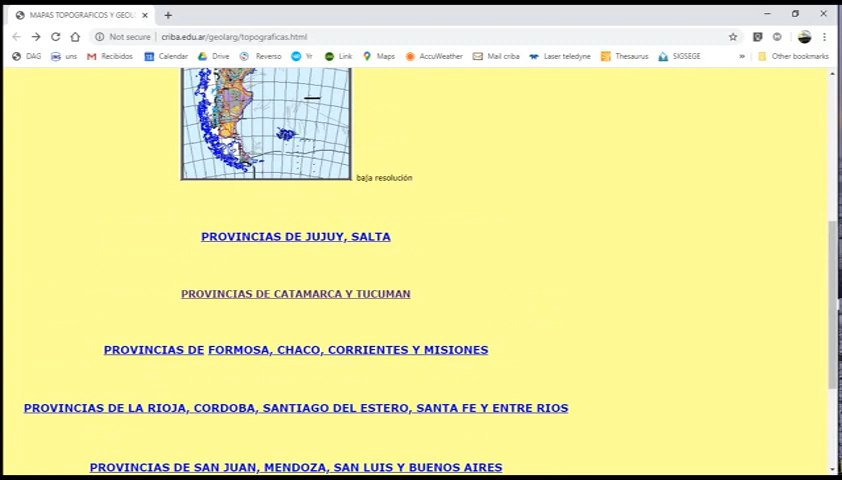 MAPAS TOPOGRAFICOS Y GEOL
Not secure | criba.edu.ar/geolarg/topograficas.html
DAG uns Recibidos Calendar Drive Reverso Yr Link Maps AccuWeather Mail criba Laser teledyne Thesaurus SIGSEGE » Other bookmarks
baja resolución
PROVINCIAS DE JUJUY, SALTA
PROVINCIAS DE CATAMARCA Y TUCUMAN
PROVINCIAS DE FORMOSA, CHACO, CORRIENTES Y MISIONES
PROVINCIAS DE LA RIOJA, CORDOBA, SANTIAGO DEL ESTERO, SANTA FE Y ENTRE RIOS
PROVINCIAS DE SAN JUAN, MENDOZA, SAN LUIS Y BUENOS AIRES